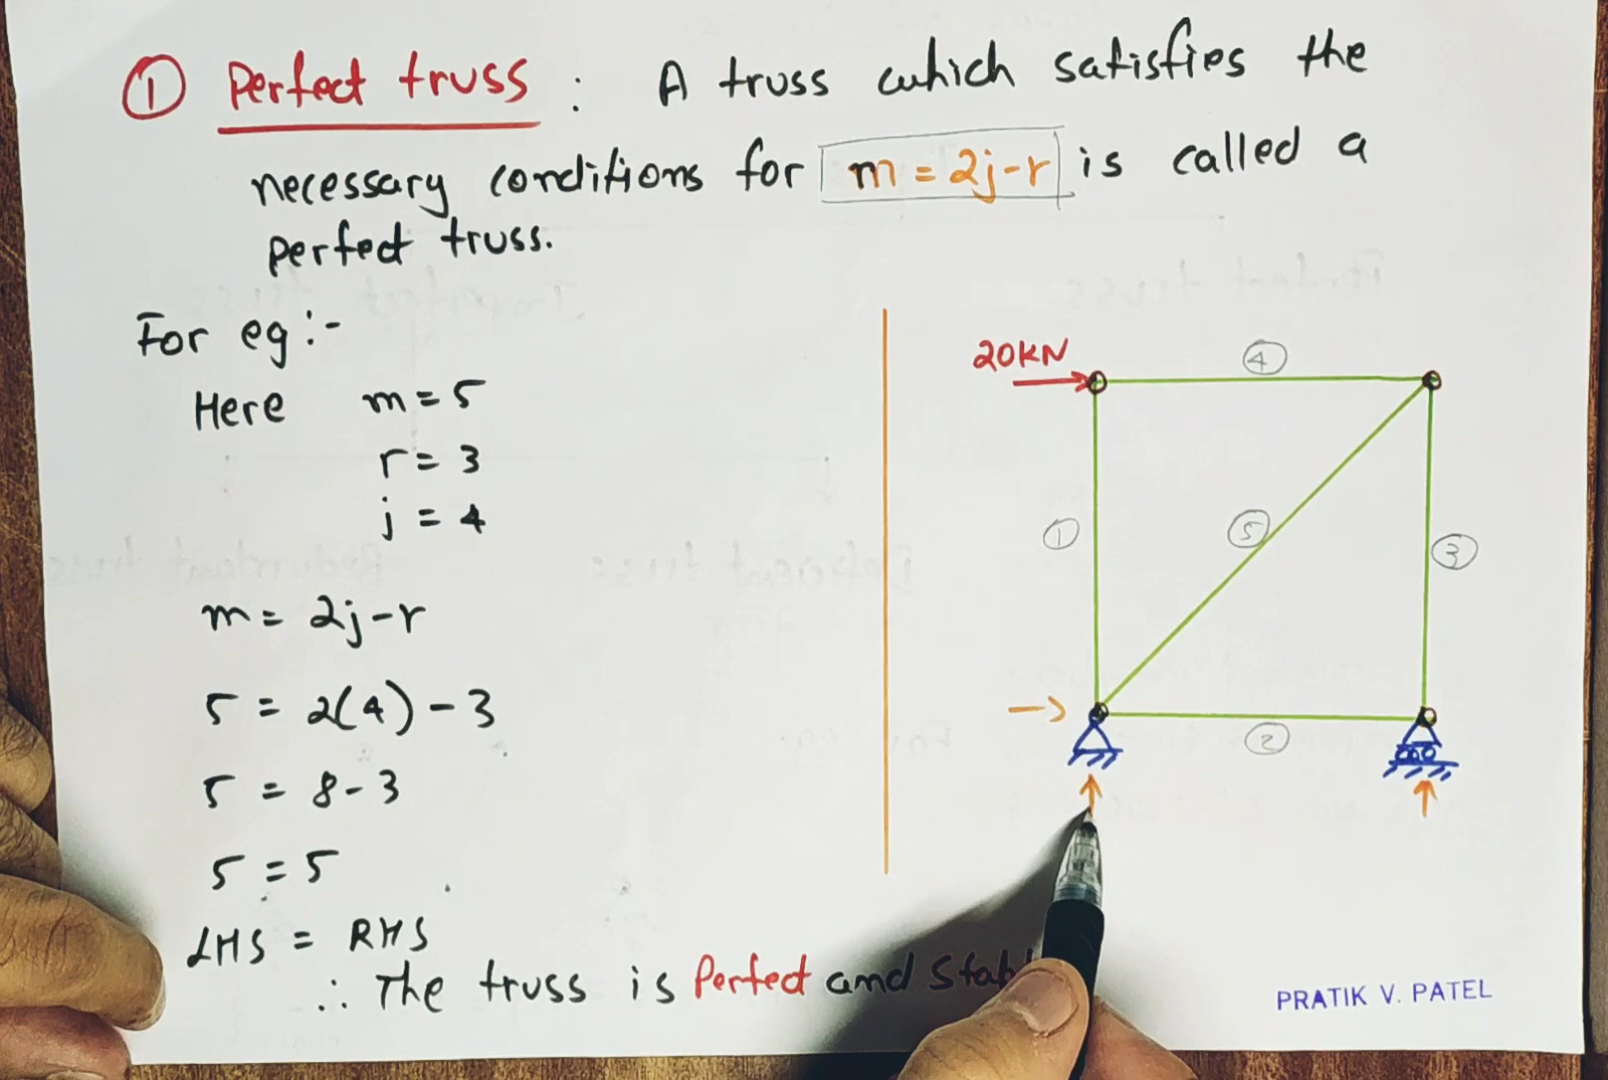 ① Perfect truss : A truss which satisfies the
necessary conditions for m = 2j-r is called a
perfect truss.
For eg :-
Here m = 5
r = 3
j = 4
m = 2j-r
5 = 2(4) - 3
5 = 8 - 3
5 = 5
LHS = RHS
∴ The truss is Perfect and
20KN
④
①
⑤
③
②
PRATIK V. PATEL